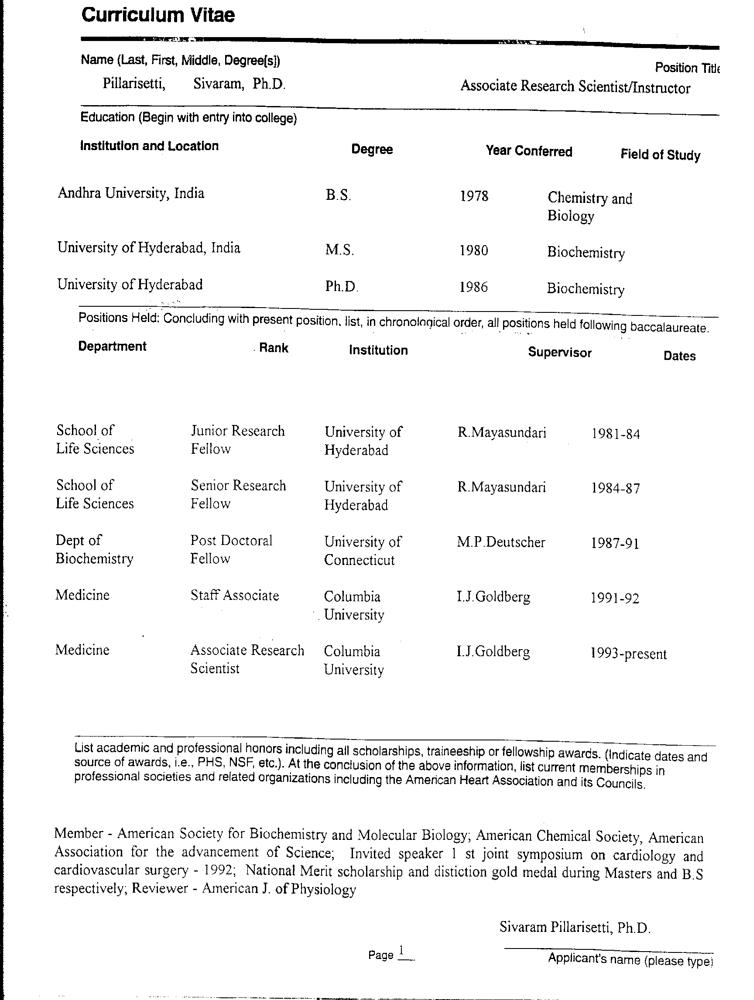 Curriculum Vitae
Name (Last, First, Middle, Degree[s])
Position Title
Pillarisetti, Sivaram, Ph.D.
Associate Research Scientist/Instructor
Education (Begin with entry into college)
Institution and Location Degree Year Conferred Field of Study
Andhra University, India B.S. 1978 Chemistry and
Biology
University of Hyderabad, India M.S. 1980 Biochemistry
University of Hyderabad Ph.D. 1986 Biochemistry
Positions Held: Concluding with present position, list, in chronological order, all positions held following baccalaureate.
Department Rank Institution Supervisor Dates
School of Junior Research University of R.Mayasundari 1981-84
Life Sciences Fellow Hyderabad
School of Senior Research University of R.Mayasundari 1984-87
Life Sciences Fellow Hyderabad
Dept of Post Doctoral University of M.P.Deutscher 1987-91
Biochemistry Fellow Connecticut
Medicine Staff Associate Columbia I.J.Goldberg 1991-92
University
Medicine Associate Research Columbia I.J.Goldberg 1993-present
Scientist University
List academic and professional honors including all scholarships, traineeship or fellowship awards. (Indicate dates and
source of awards, i.e., PHS, NSF, etc.). At the conclusion of the above information, list current memberships in
professional societies and related organizations including the American Heart Association and its Councils.
Member - American Society for Biochemistry and Molecular Biology; American Chemical Society, American
Association for the advancement of Science; Invited speaker 1 st joint symposium on cardiology and
cardiovascular surgery - 1992; National Merit scholarship and distiction gold medal during Masters and B.S
respectively; Reviewer - American J. of Physiology
Sivaram Pillarisetti, Ph.D.
Page 1
Applicant's name (please type)